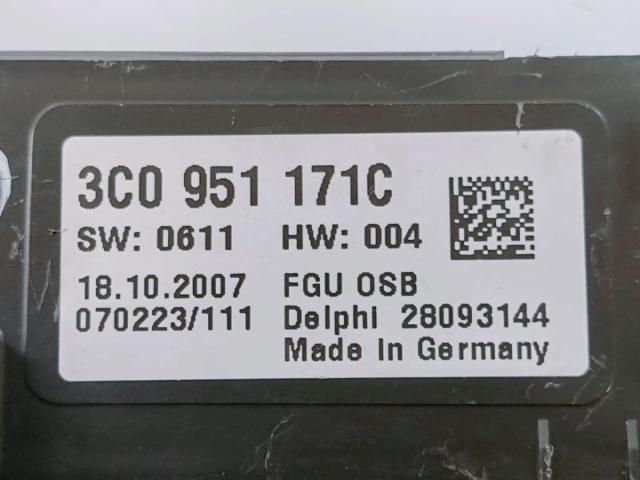 3C0 951 171C
SW: 0611 HW: 004
18.10.2007 FGU OSB
070223/111 Delphi 28093144
Made In Germany